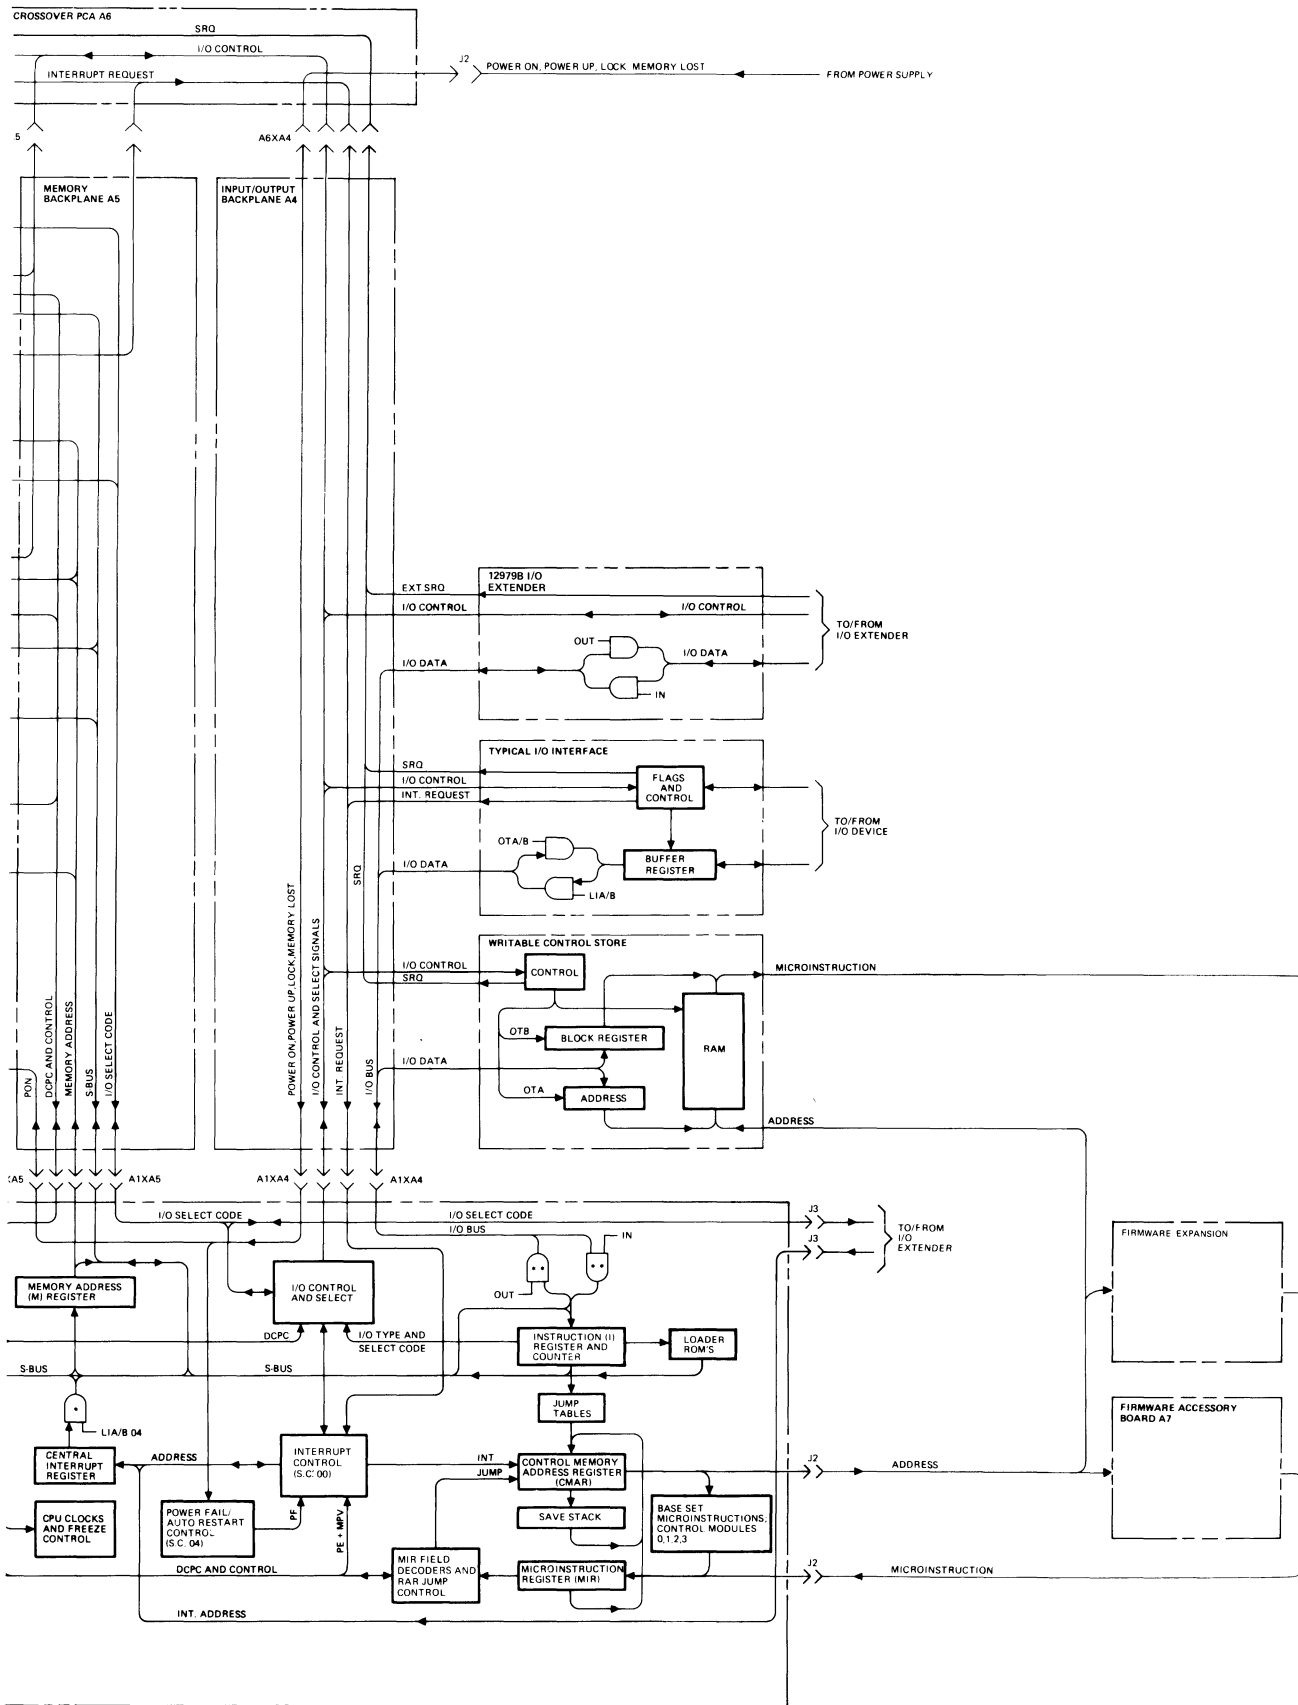 CROSSOVER PCA A6
SRQ
I/O CONTROL
INTERRUPT REQUEST
J2
POWER ON, POWER UP, LOCK MEMORY LOST
FROM POWER SUPPLY
.5
A6XA4
MEMORY
BACKPLANE A5
INPUT/OUTPUT
BACKPLANE A4
12979B I/O
EXTENDER
EXT SRQ
I/O CONTROL
I/O CONTROL
TO/FROM
I/O EXTENDER
OUT
I/O DATA
I/O DATA
IN
TYPICAL I/O INTERFACE
SRQ
I/O CONTROL
INT. REQUEST
FLAGS
AND
CONTROL
TO/FROM
I/O DEVICE
OTA/B
I/O DATA
BUFFER
REGISTER
LIA/B
SRQ
WRITABLE CONTROL STORE
I/O CONTROL
SRQ
CONTROL
MICROINSTRUCTION
OTB
BLOCK REGISTER
RAM
I/O DATA
OTA
ADDRESS
ADDRESS
PON
DCPC AND CONTROL
MEMORY ADDRESS
S-BUS
I/O SELECT CODE
POWER ON,POWER UP,LOCK,MEMORY LOST
I/O CONTROL AND SELECT SIGNALS
INT REQUEST
I/O BUS
XA5
A1XA5
A1XA4
A1XA4
I/O SELECT CODE
I/O SELECT CODE
I/O BUS
IN
J3
J3
TO/FROM
I/O
EXTENDER
FIRMWARE EXPANSION
MEMORY ADDRESS
(M) REGISTER
I/O CONTROL
AND SELECT
OUT
DCPC
I/O TYPE AND
SELECT CODE
INSTRUCTION (I)
REGISTER AND
COUNTER
LOADER
ROM'S
S-BUS
S-BUS
JUMP
TABLES
LIA/B 04
CENTRAL
INTERRUPT
REGISTER
ADDRESS
INTERRUPT
CONTROL
(S.C. 00)
INT
JUMP
CONTROL MEMORY
ADDRESS REGISTER
(CMAR)
J2
ADDRESS
FIRMWARE ACCESSORY
BOARD A7
CPU CLOCKS
AND FREEZE
CONTROL
POWER FAIL/
AUTO RESTART
CONTROL
(S.C. 04)
PF
PE + MPV
SAVE STACK
BASE SET
MICROINSTRUCTIONS;
CONTROL MODULES
0,1,2,3
DCPC AND CONTROL
MIR FIELD
DECODERS AND
RAR JUMP
CONTROL
MICROINSTRUCTION
REGISTER (MIR)
J2
MICROINSTRUCTION
INT. ADDRESS